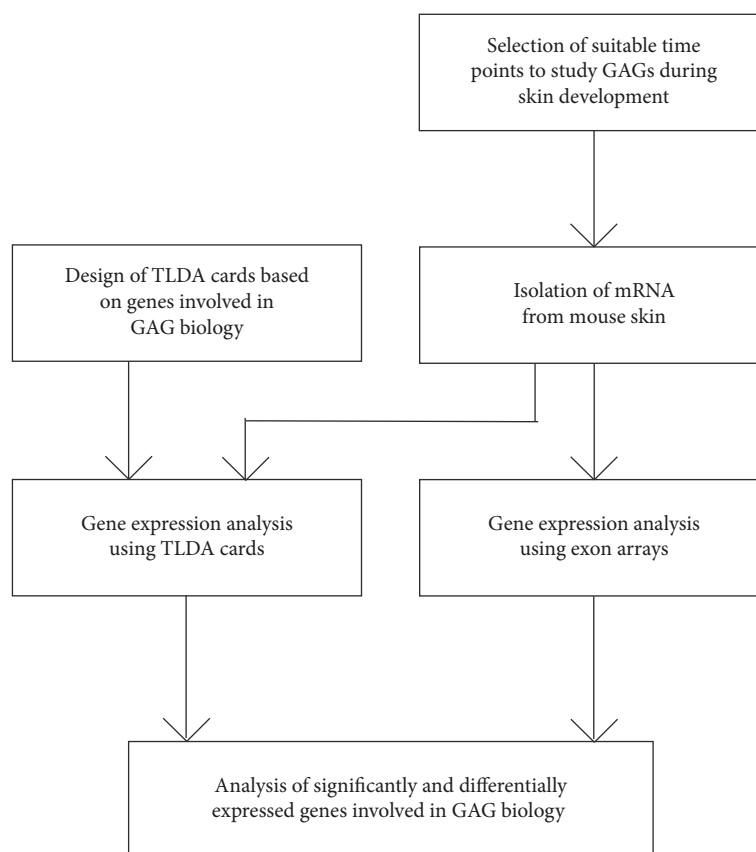 Selection of suitable time
points to study GAGs during
skin development
Design of TLDA cards based
on genes involved in
GAG biology
Isolation of mRNA
from mouse skin
Gene expression analysis
using TLDA cards
Gene expression analysis
using exon arrays
Analysis of significantly and differentially
expressed genes involved in GAG biology